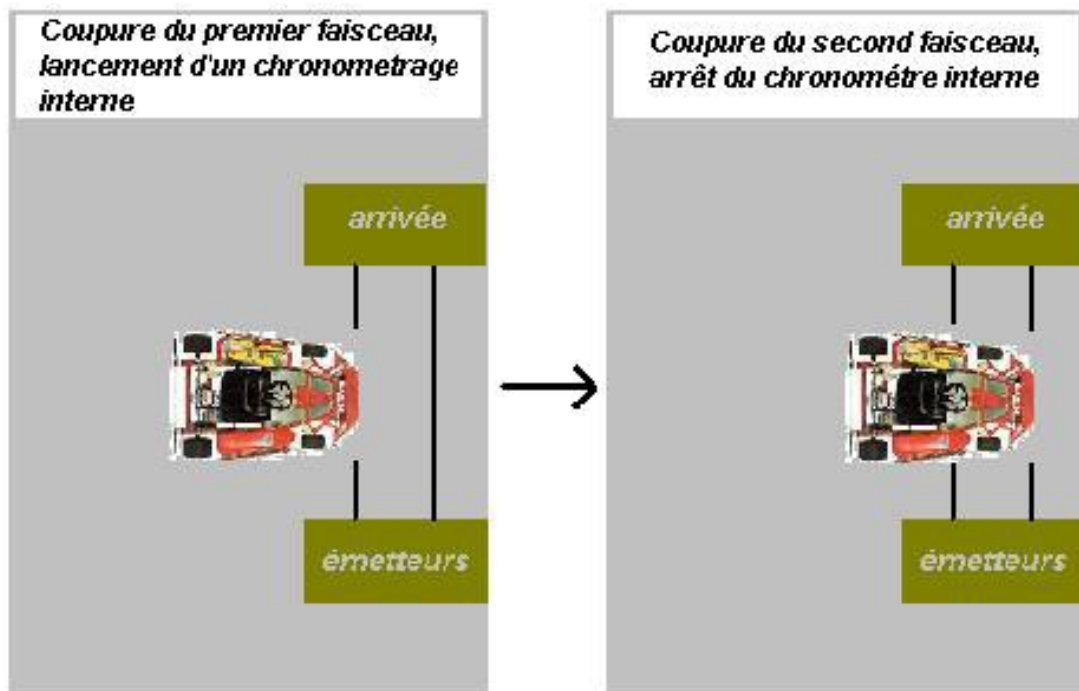 Coupure du premier faisceau,
lancement d'un chronometrage
interne
arrivée
émetteurs
Coupure du second faisceau,
arrêt du chronométre interne
arrivée
émetteurs